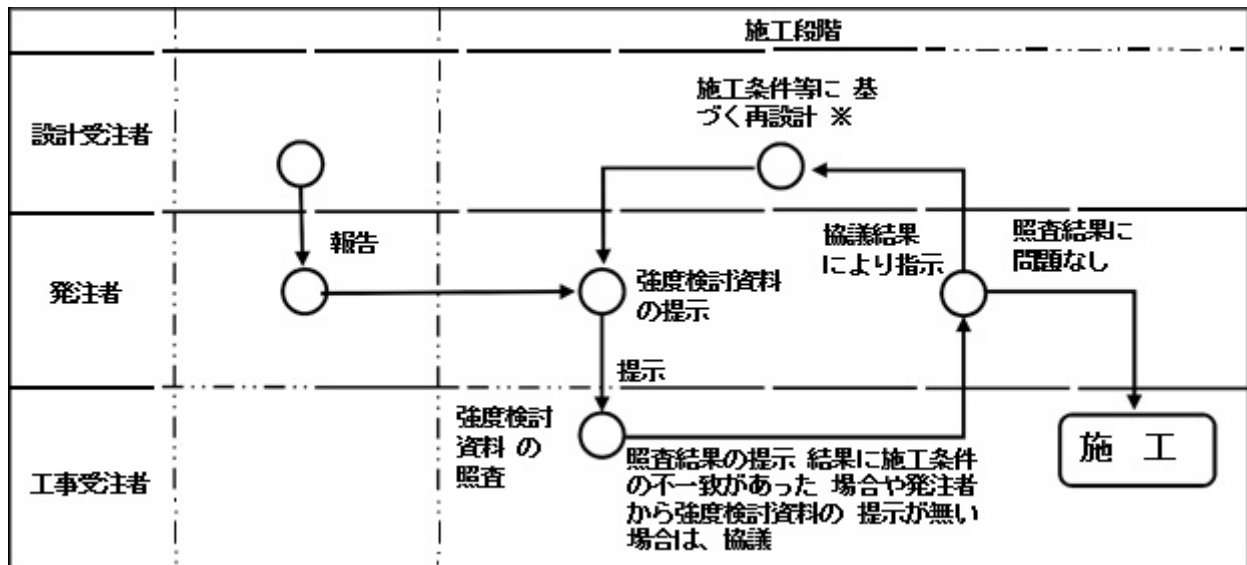 施工段階
施工条件等に 基
づく再設計 ※
設計受注者
報告
協議結果
により指示
照査結果に
問題なし
発注者
強度検討資料
の提示
提示
強度検討
資料 の
照査
工事受注者
照査結果の提示 結果に施工条件
の不一致があった 場合や発注者
から強度検討資料の 提示が無い
場合は、協議
施 工